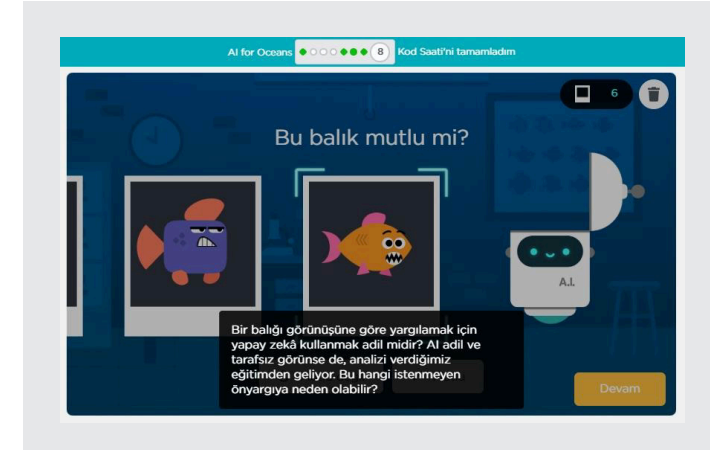 AI for Oceans 8 Kod Saati'ni tamamladım
6
Bu balık mutlu mi?
A.I.
Bir balığı görünüşüne göre yargılamak için
yapay zekâ kullanmak adil midir? AI adil ve
tarafsız görünse de, analizi verdiğimiz
eğitimden geliyor. Bu hangi istenmeyen
önyargıya neden olabilir?
Devam